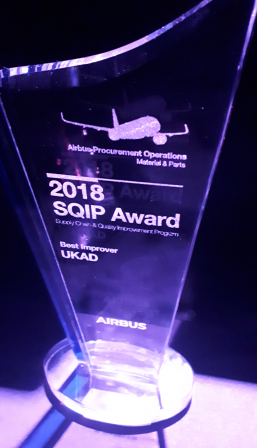 Airbus Procurement Operations
Material & Parts
2018
SQIP Award
Supply Chain & Quality Improvement Program
Best Improver
UKAD
AIRBUS